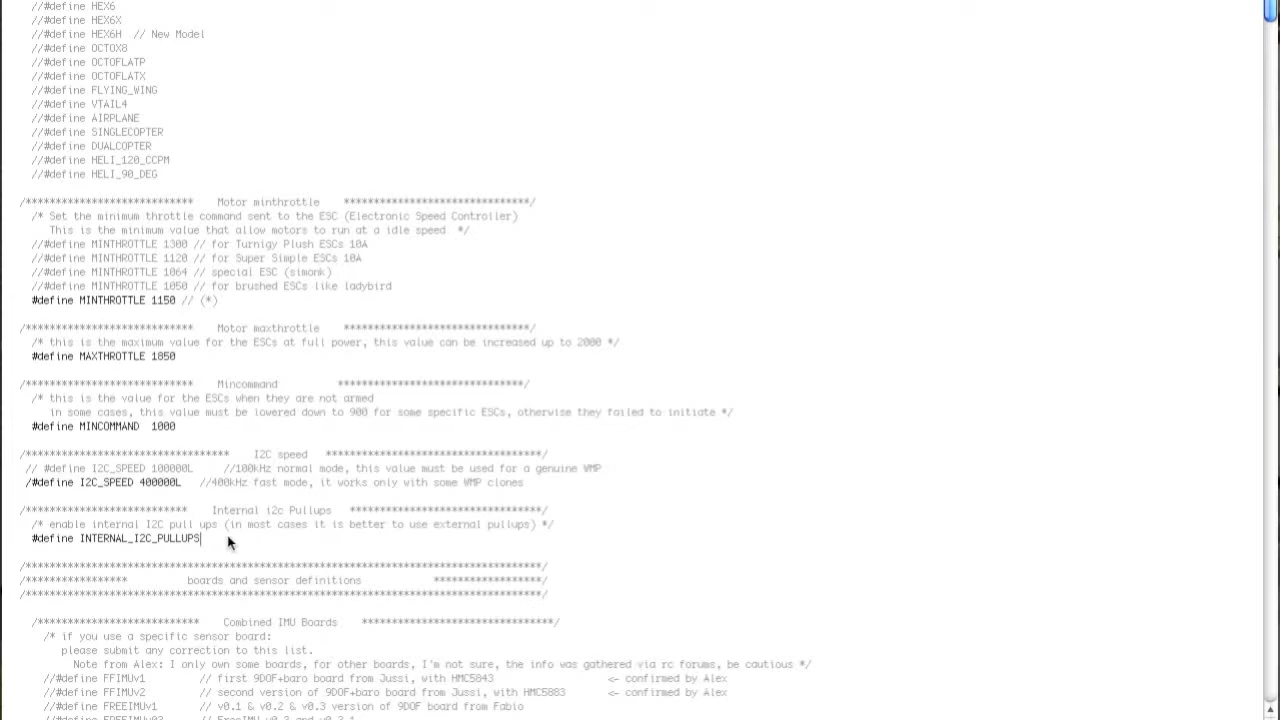 //#define HEX6
//#define HEX6X
//#define HEX6H  // New Model
//#define OCTOX8
//#define OCTOFLATP
//#define OCTOFLATX
//#define FLYING_WING
//#define VTAIL4
//#define AIRPLANE
//#define SINGLECOPTER
//#define DUALCOPTER
//#define HELI_120_CCPM
//#define HELI_90_DEG
/****************************    Motor minthrottle    *******************************/
/* Set the minimum throttle command sent to the ESC (Electronic Speed Controller)
This is the minimum value that allow motors to run at a idle speed  */
//#define MINTHROTTLE 1300 // for Turnigy Plush ESCs 10A
//#define MINTHROTTLE 1120 // for Super Simple ESCs 10A
//#define MINTHROTTLE 1064 // special ESC (simonk)
//#define MINTHROTTLE 1050 // for brushed ESCs like ladybird
#define MINTHROTTLE 1150 // (*)
/****************************    Motor maxthrottle    *******************************/
/* this is the maximum value for the ESCs at full power, this value can be increased up to 2000 */
#define MAXTHROTTLE 1850
/****************************    Mincommand          *******************************/
/* this is the value for the ESCs when they are not armed
in some cases, this value must be lowered down to 900 for some specific ESCs, otherwise they failed to initiate */
#define MINCOMMAND  1000
/**********************************    I2C speed   ************************************/
// #define I2C_SPEED 100000L     //100kHz normal mode, this value must be used for a genuine WMP
/#define I2C_SPEED 400000L   //400kHz fast mode, it works only with some WMP clones
/***************************    Internal i2c Pullups   ********************************/
/* enable internal I2C pull ups (in most cases it is better to use external pullups) */
#define INTERNAL_I2C_PULLUPS
/**************************************************************************************/
/*****************          boards and sensor definitions            ******************/
/**************************************************************************************/
/***************************    Combined IMU Boards    ********************************/
/* if you use a specific sensor board:
please submit any correction to this list.
Note from Alex: I only own some boards, for other boards, I'm not sure, the info was gathered via rc forums, be cautious */
//#define FFIMUv1         // first 9DOF+baro board from Jussi, with HMC5843                   <- confirmed by Alex
//#define FFIMUv2         // second version of 9DOF+baro board from Jussi, with HMC5883       <- confirmed by Alex
//#define FREEIMUv1       // v0.1 & v0.2 & v0.3 version of 9DOF board from Fabio